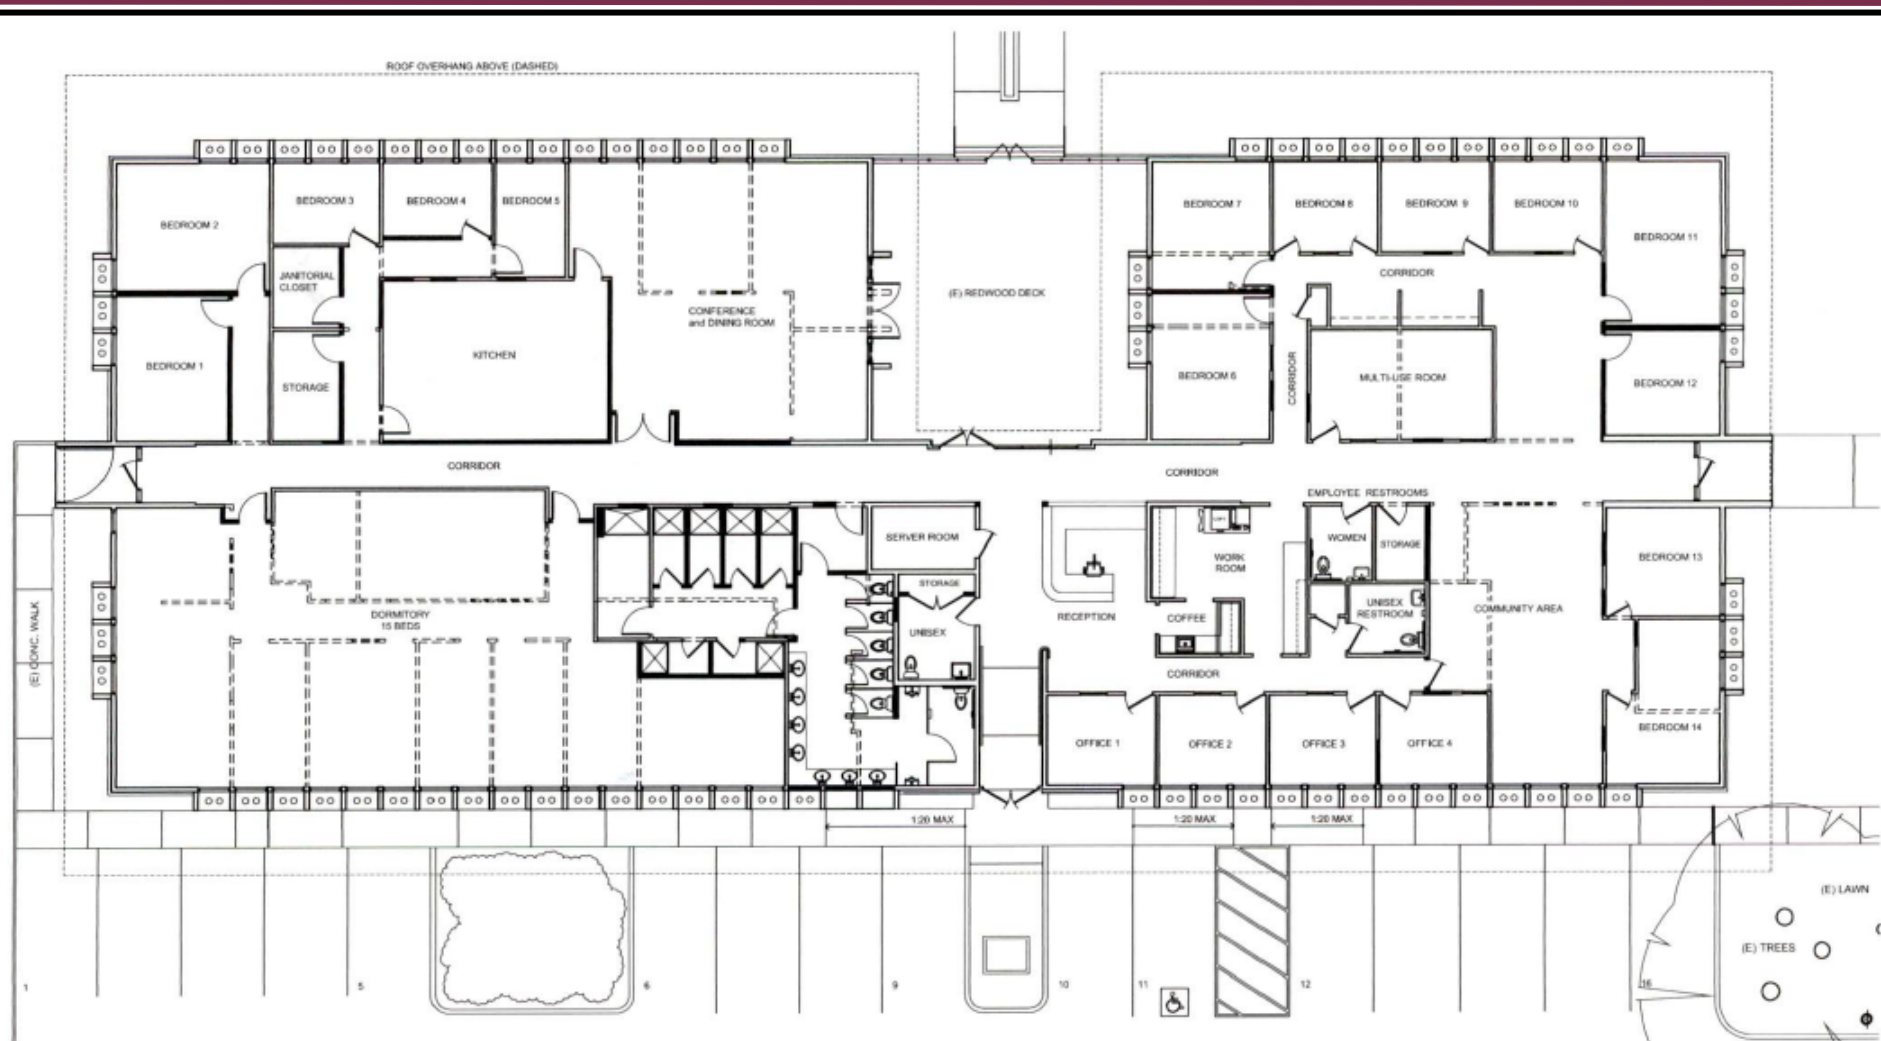 ROOF OVERHANG ABOVE (DASHED)
BEDROOM 2
BEDROOM 3
BEDROOM 4
BEDROOM 5
JANITORIAL
CLOSET
BEDROOM 1
STORAGE
KITCHEN
CONFERENCE
and DINING ROOM
(E) REDWOOD DECK
BEDROOM 7
BEDROOM 8
BEDROOM 9
BEDROOM 10
BEDROOM 11
CORRIDOR
BEDROOM 6
CORRIDOR
MULTI-USE ROOM
BEDROOM 12
CORRIDOR
CORRIDOR
EMPLOYEE RESTROOMS
(E) CONC. WALK
DORMITORY
15 BEDS
SERVER ROOM
STORAGE
UNISEX
RECEPTION
WORK
ROOM
COFFEE
WOMEN
STORAGE
UNISEX
RESTROOM
COMMUNITY AREA
BEDROOM 13
CORRIDOR
BEDROOM 14
OFFICE 1
OFFICE 2
OFFICE 3
OFFICE 4
1:20 MAX
1:20 MAX
1:20 MAX
(E) LAWN
(E) TREES
1
5
6
9
10
11
12
16